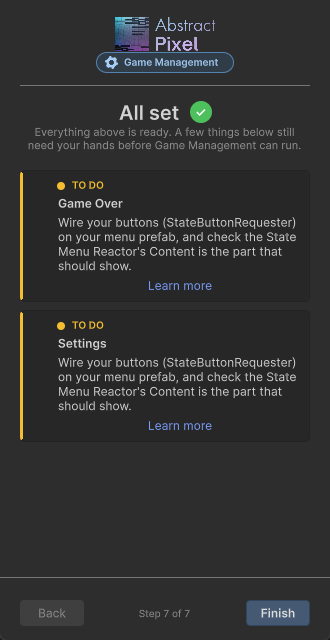 Abstract
Pixel
Game Management
All set
Everything above is ready. A few things below still
need your hands before Game Management can run.
TO DO
Game Over
Wire your buttons (StateButtonRequester)
on your menu prefab, and check the State
Menu Reactor's Content is the part that
should show.
Learn more
TO DO
Settings
Wire your buttons (StateButtonRequester)
on your menu prefab, and check the State
Menu Reactor's Content is the part that
should show.
Learn more
Back
Step 7 of 7
Finish